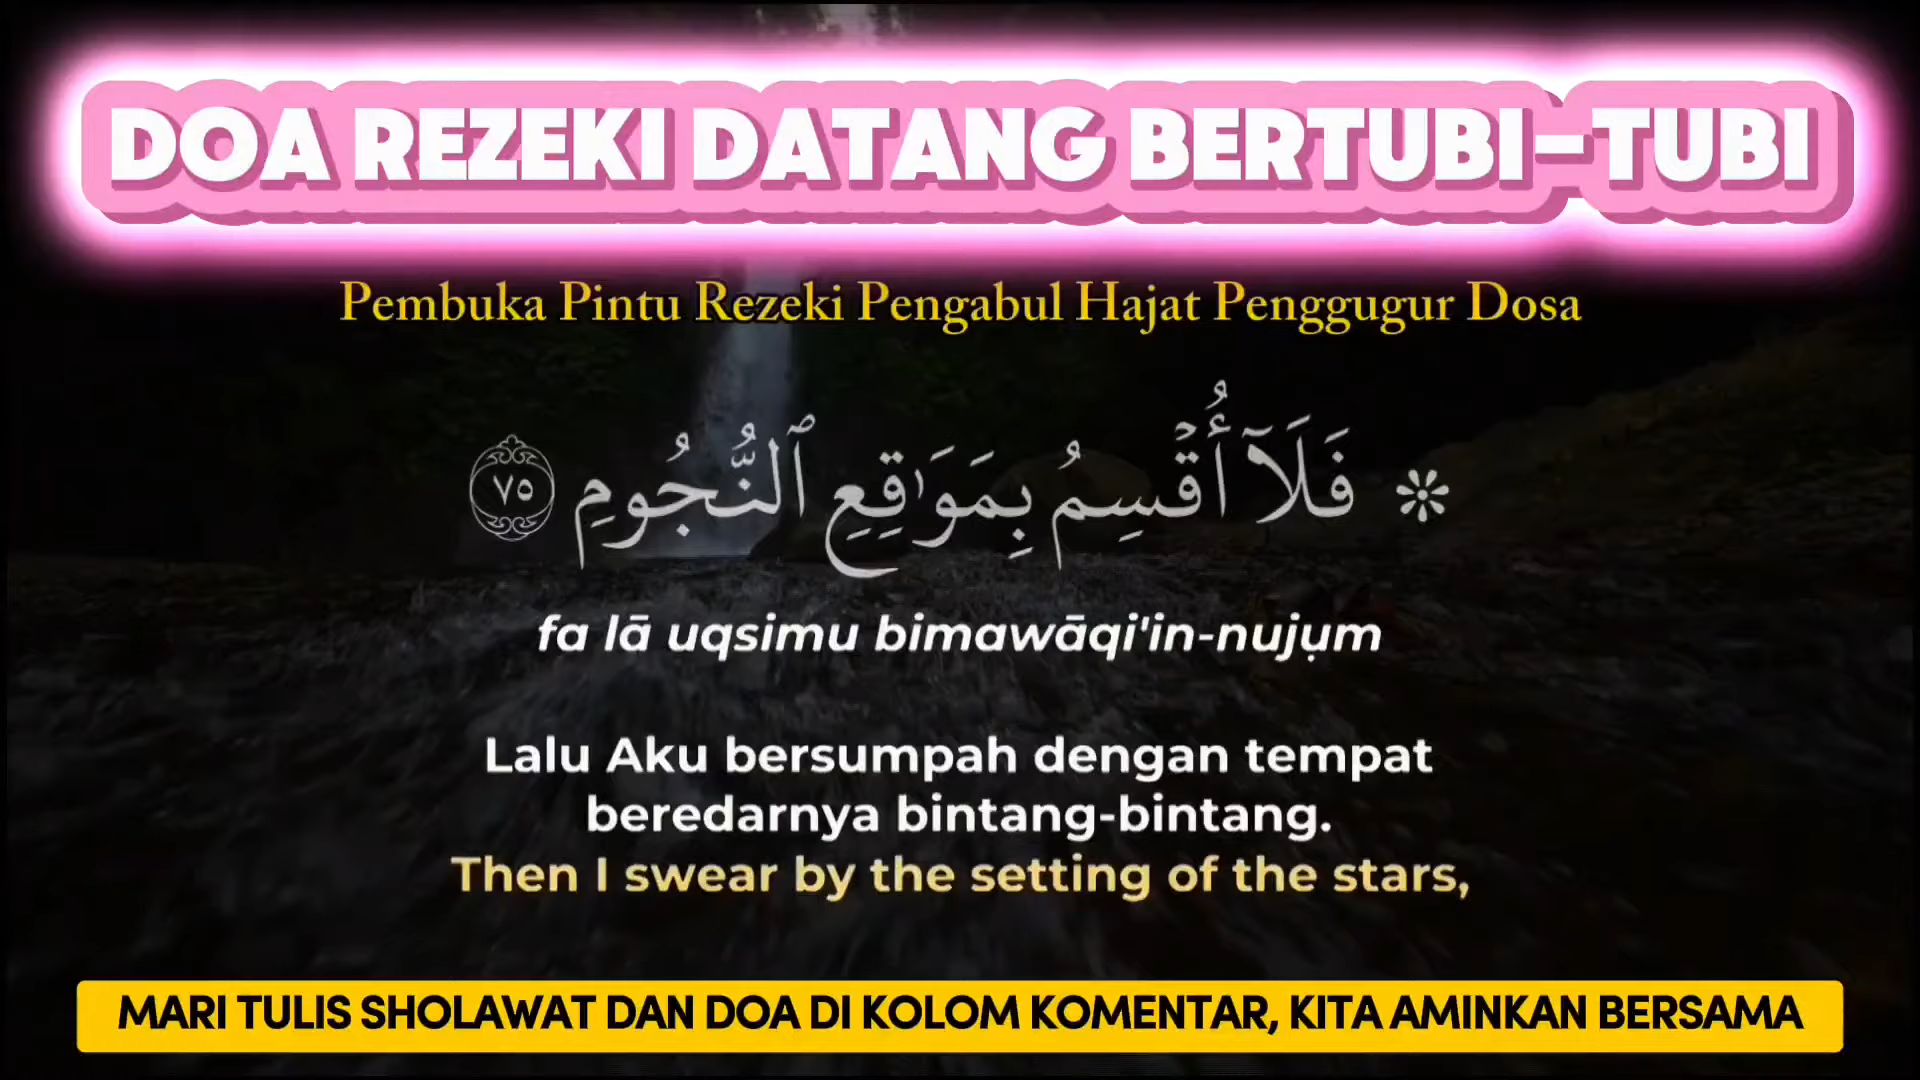 DOA REZEKI DATANG BERTUBI-TUBI
Pembuka Pintu Rezeki Pengabul Hajat Penggugur Dosa
۞ فَلَآ أُقْسِمُ بِمَوَٰقِعِ ٱلنُّجُومِ ٧٥
fa lā uqsimu bimawāqi'in-nujụm
Lalu Aku bersumpah dengan tempat
beredarnya bintang-bintang.
Then I swear by the setting of the stars,
MARI TULIS SHOLAWAT DAN DOA DI KOLOM KOMENTAR, KITA AMINKAN BERSAMA